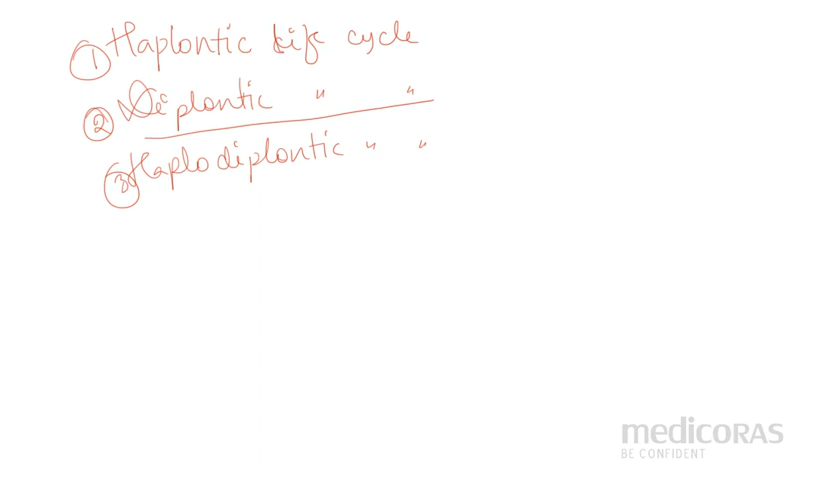 ① Haplontic life cycle
② Diplontic " "
③ Haplodiplontic " "
medicoRAS
BE CONFIDENT